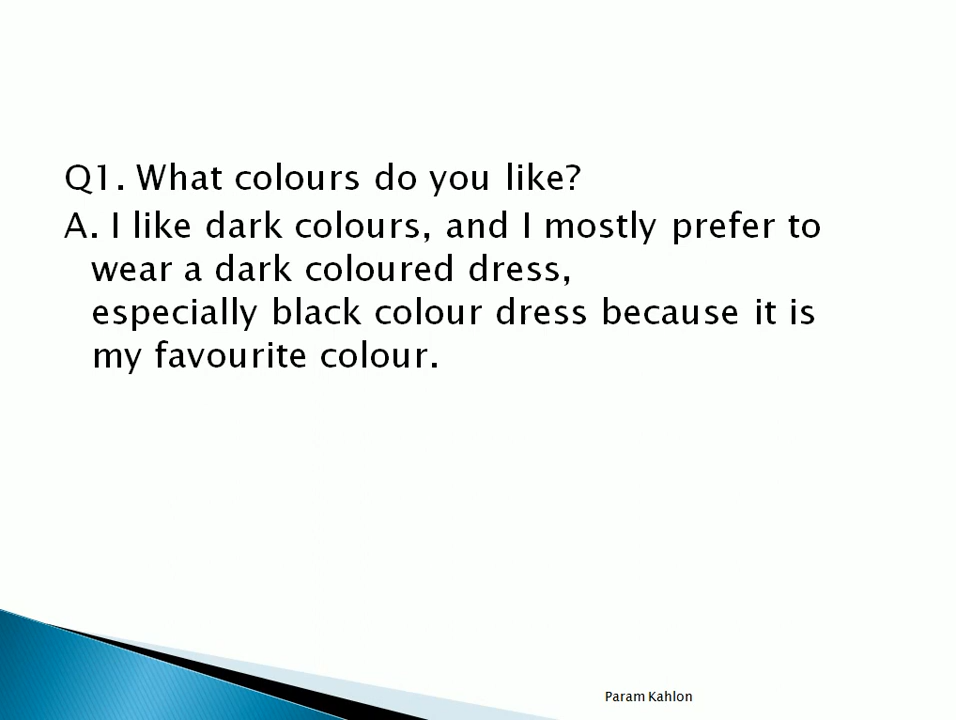 Q1. What colours do you like?
A. I like dark colours, and I mostly prefer to
wear a dark coloured dress,
especially black colour dress because it is
my favourite colour.
Param Kahlon